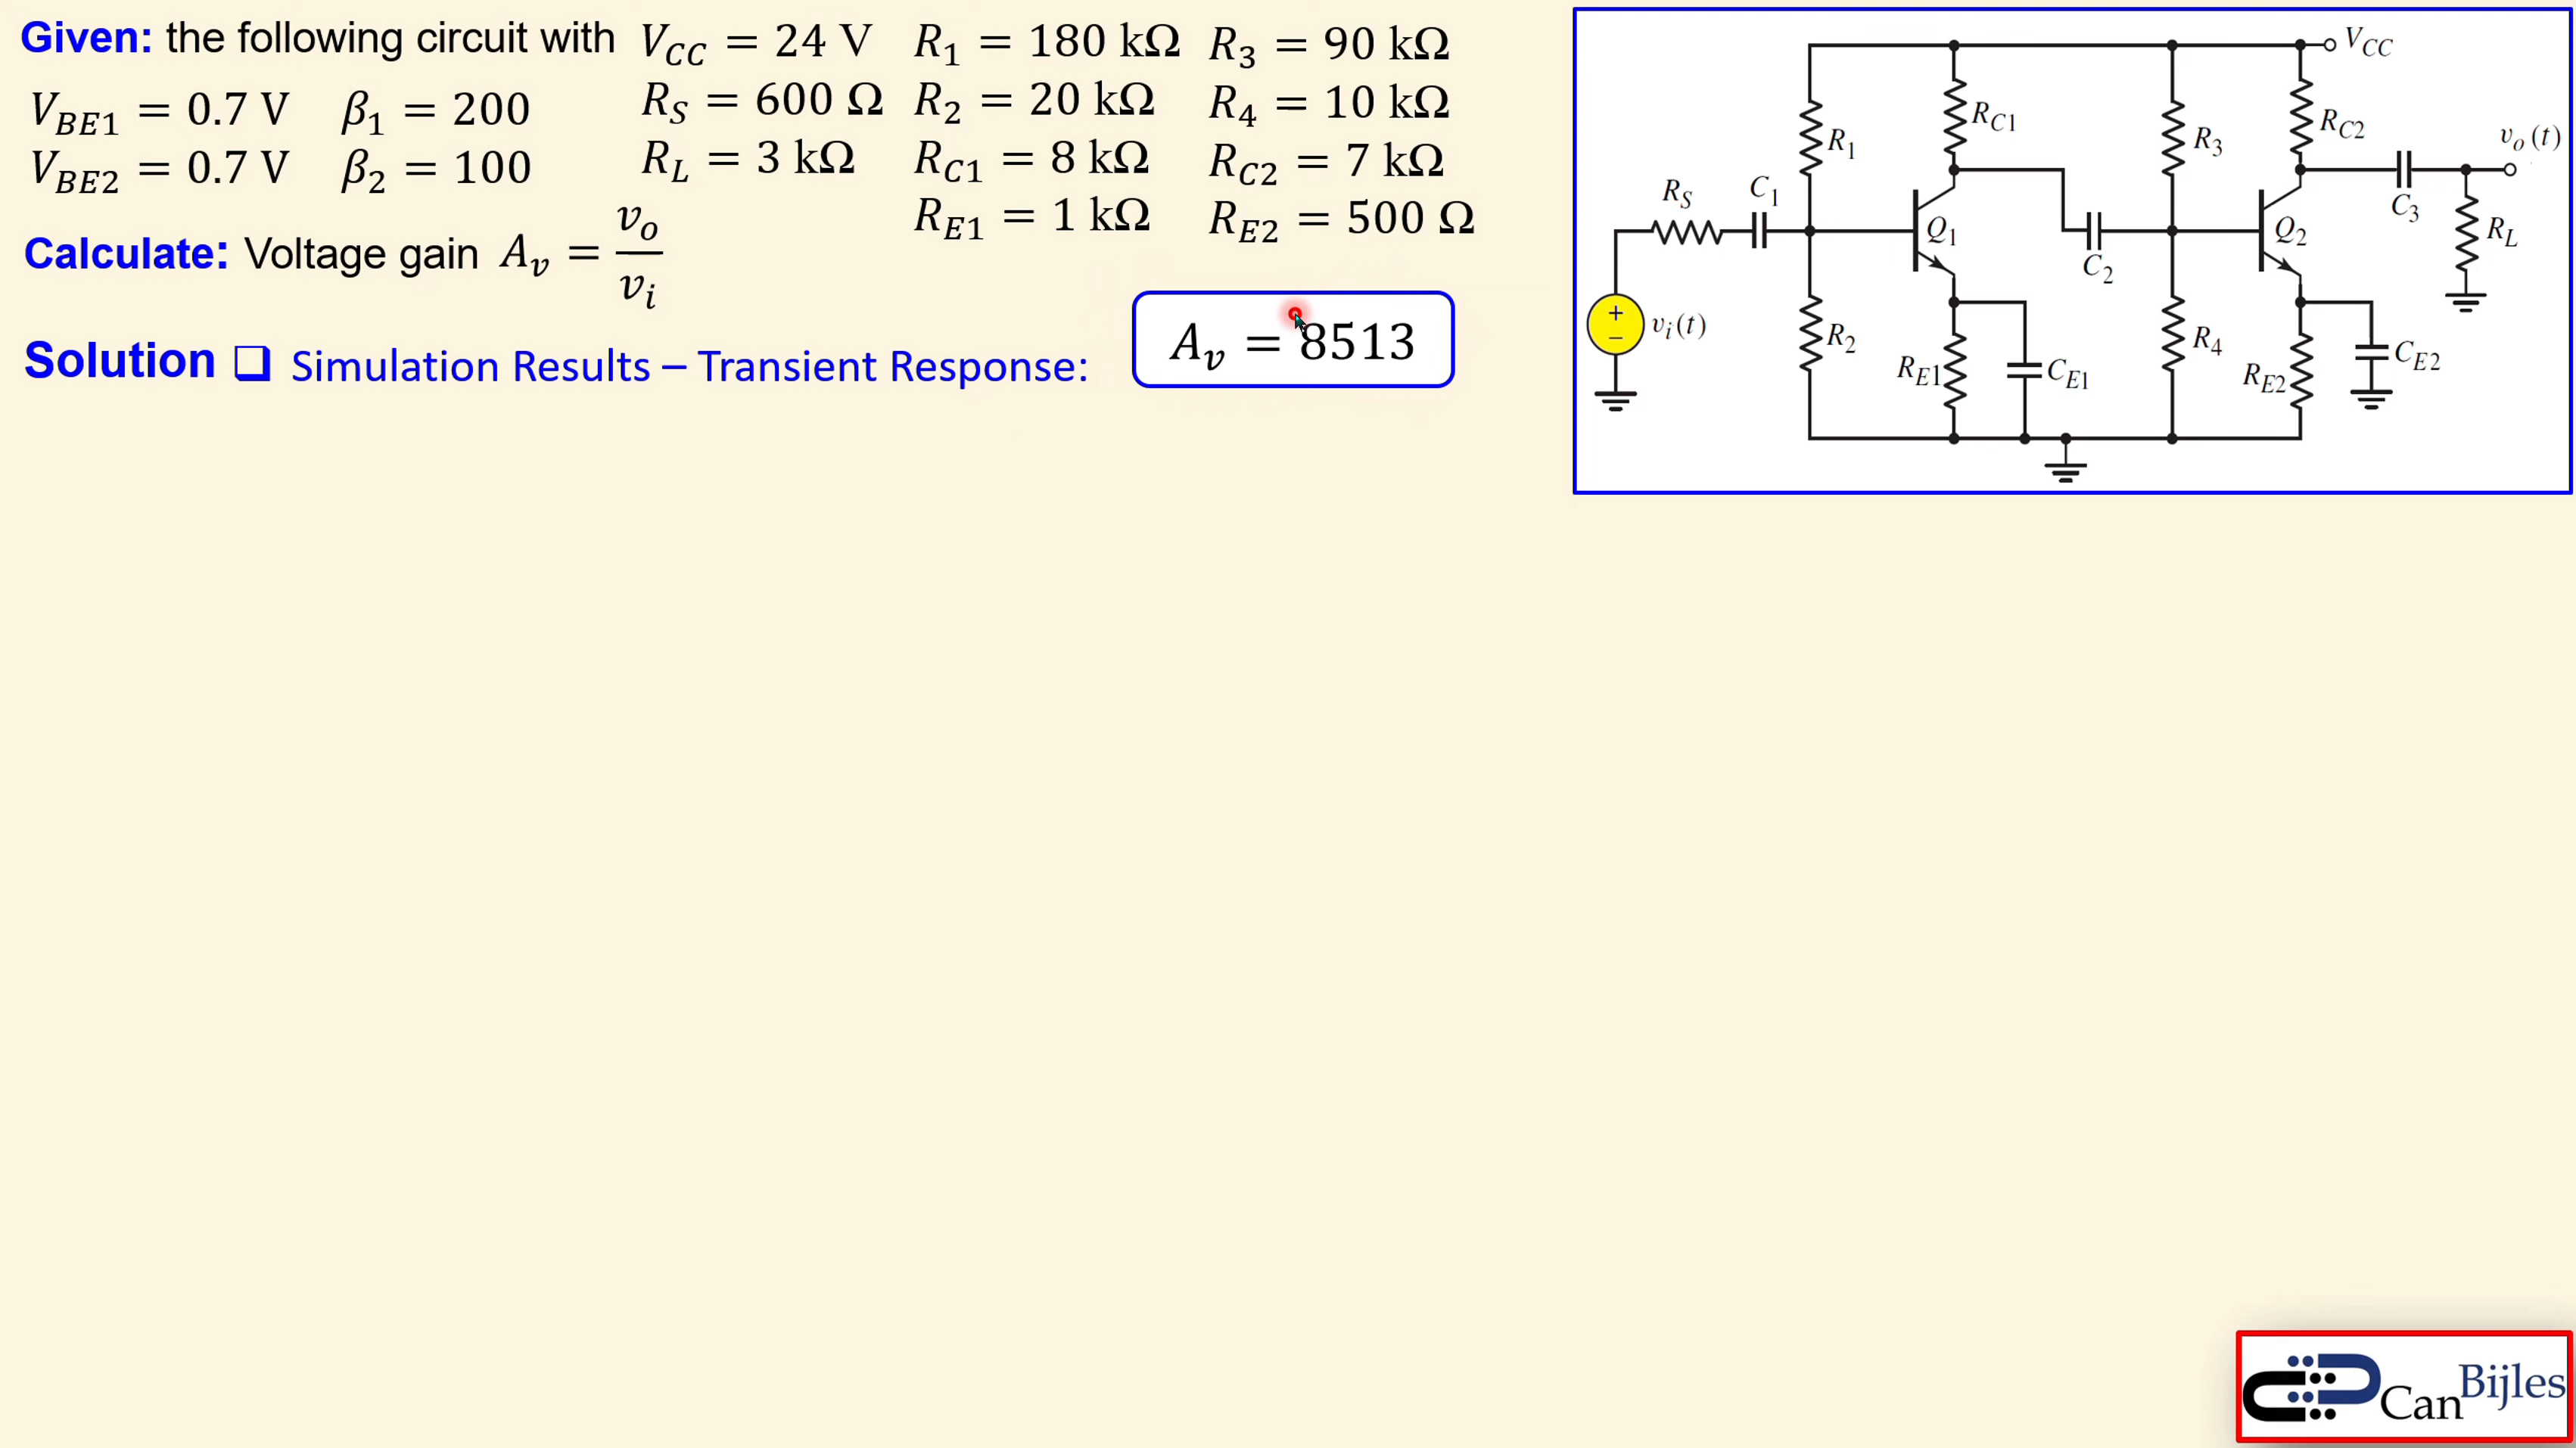 Given: the following circuit with V_CC = 24 V R_1 = 180 kΩ R_3 = 90 kΩ
V_BE1 = 0.7 V β_1 = 200 R_S = 600 Ω R_2 = 20 kΩ R_4 = 10 kΩ
V_BE2 = 0.7 V β_2 = 100 R_L = 3 kΩ R_C1 = 8 kΩ R_C2 = 7 kΩ
R_E1 = 1 kΩ R_E2 = 500 Ω
Calculate: Voltage gain A_v = v_o / v_i
Solution ❑ Simulation Results – Transient Response: A_v = 8513
V_CC
R_C1 R_C2
R_1 R_3 v_o (t)
R_S C_1 C_3
Q_1 Q_2 R_L
C_2
+
− v_i (t) R_2 R_4
R_E1 C_E1 R_E2 C_E2
Can Bijles